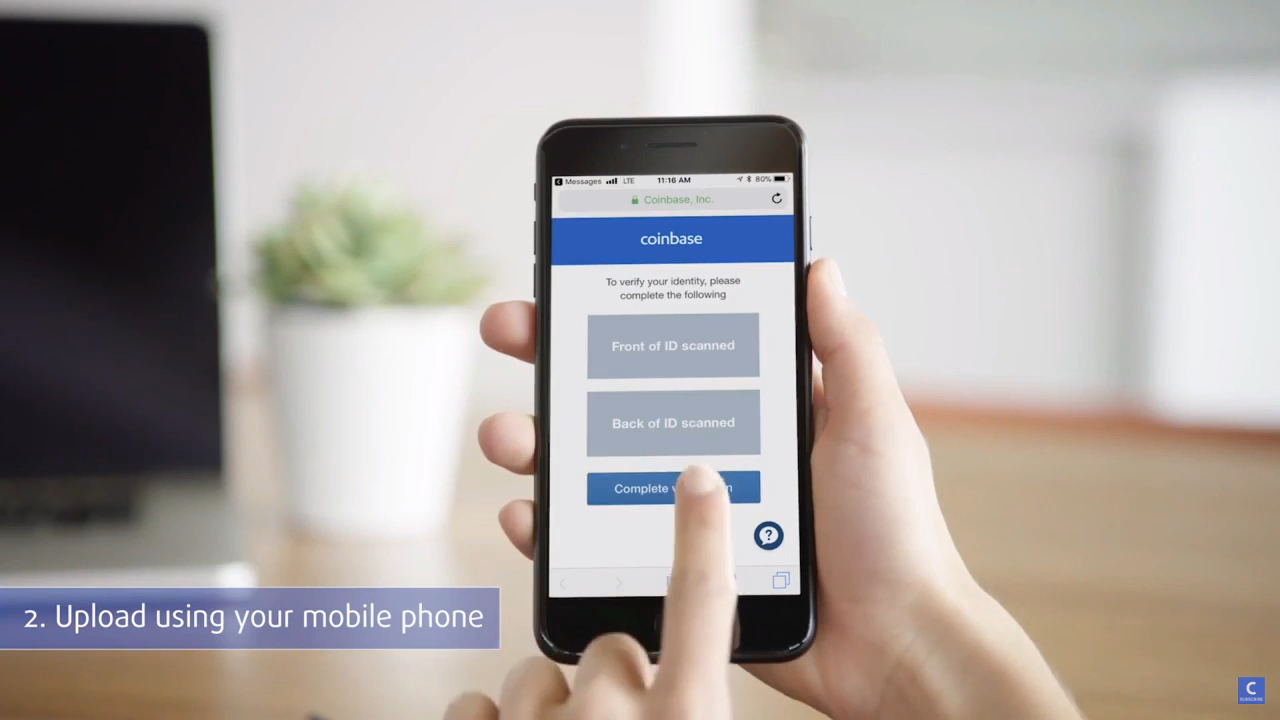 Messages LTE 11:16 AM 80%
Coinbase, Inc.
coinbase
To verify your identity, please
complete the following
Front of ID scanned
Back of ID scanned
Complete
?
2. Upload using your mobile phone
C
SUBSCRIBE